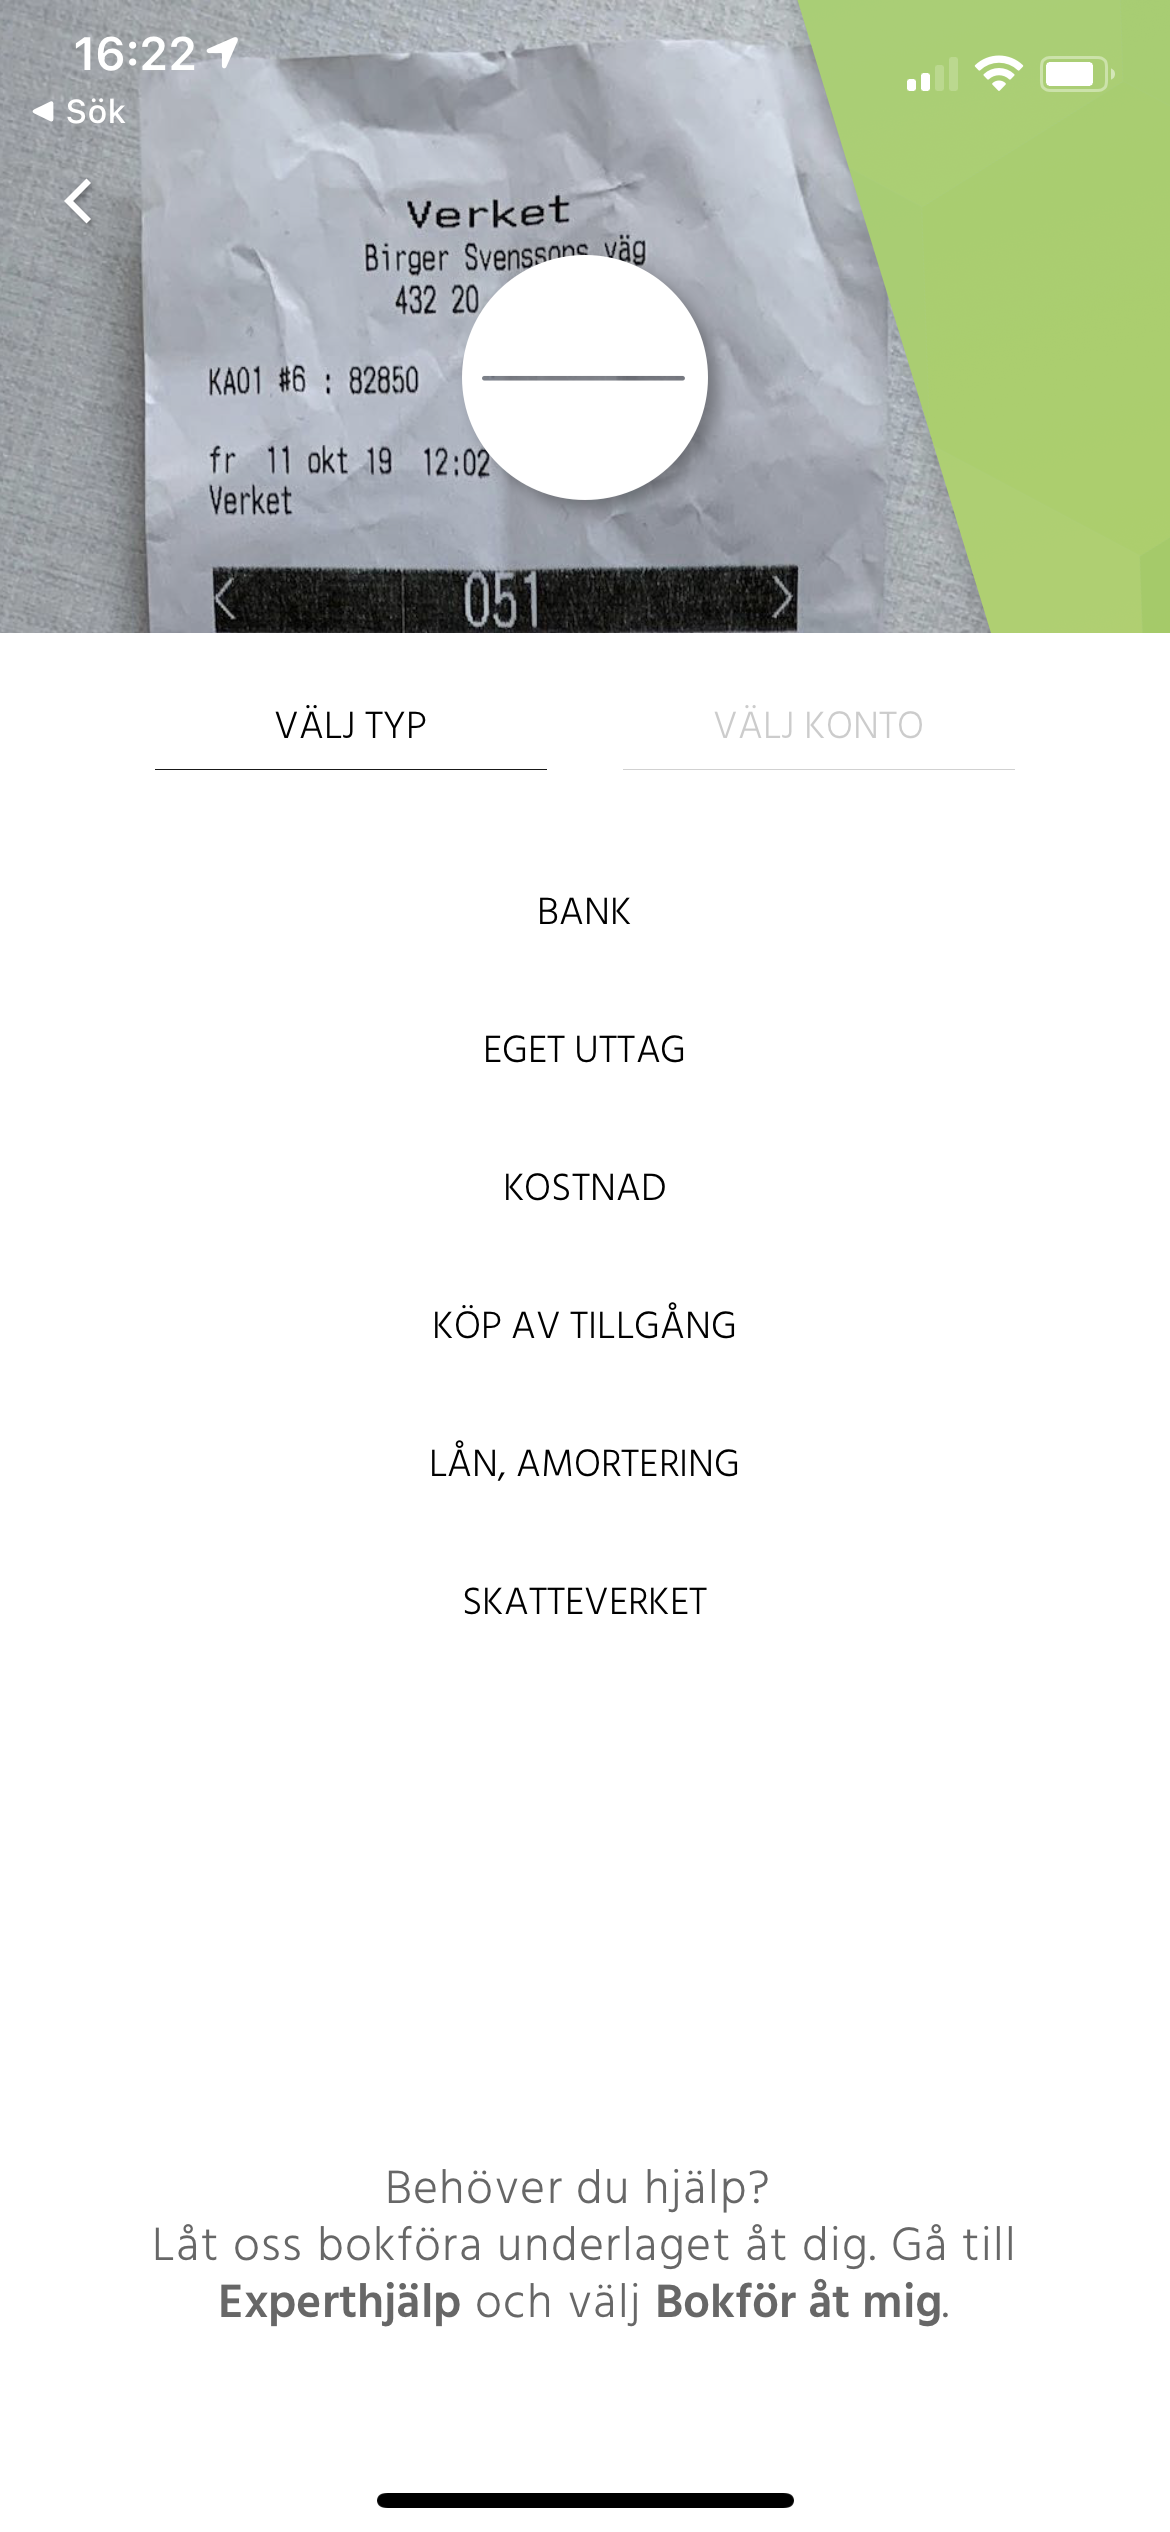 16:22
Sök
Verket
Birger Svenssons väg
432 20
KA01 #6 : 82850
fr 11 okt 19 12:02
Verket
051
VÄLJ TYP
VÄLJ KONTO
BANK
EGET UTTAG
KOSTNAD
KÖP AV TILLGÅNG
LÅN, AMORTERING
SKATTEVERKET
Behöver du hjälp?
Låt oss bokföra underlaget åt dig. Gå till
Experthjälp och välj Bokför åt mig.